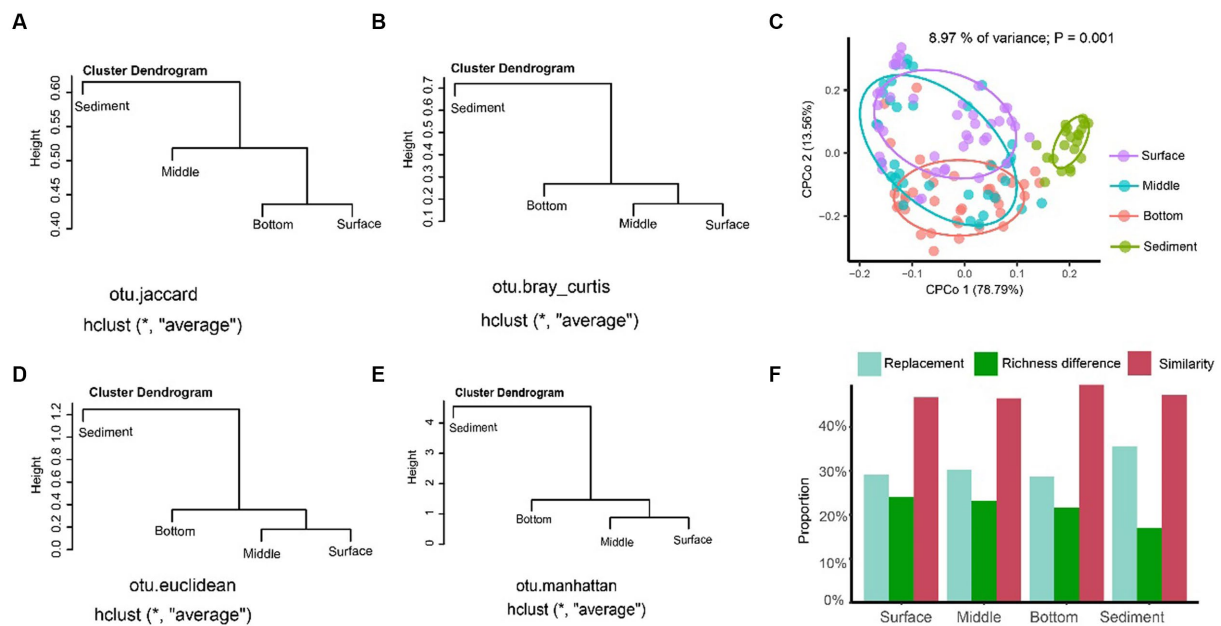 A
Cluster Dendrogram
Height
0.40 0.45 0.50 0.55 0.60
Sediment
Middle
Bottom
Surface
otu.jaccard
hclust (*, "average")
B
Cluster Dendrogram
Height
0.1 0.2 0.3 0.4 0.5 0.6 0.7
Sediment
Bottom
Middle
Surface
otu.bray_curtis
hclust (*, "average")
C
8.97 % of variance; P = 0.001
CPCo 2 (13.56%)
0.2
0.0
−0.2
−0.2 −0.1 0.0 0.1 0.2
CPCo 1 (78.79%)
Surface
Middle
Bottom
Sediment
D
Cluster Dendrogram
Height
0.0 0.2 0.4 0.6 0.8 1.0 1.2
Sediment
Bottom
Middle
Surface
otu.euclidean
hclust (*, "average")
E
Cluster Dendrogram
Height
0 1 2 3 4
Sediment
Bottom
Middle
Surface
otu.manhattan
hclust (*, "average")
F
Replacement
Richness difference
Similarity
Proportion
40%
30%
20%
10%
0%
Surface
Middle
Bottom
Sediment